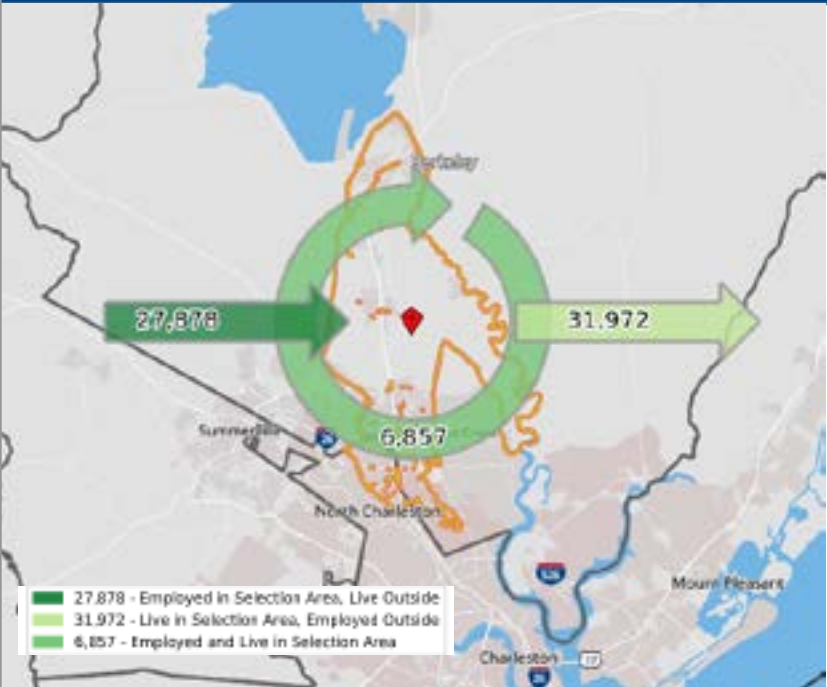 Berkeley
27,878
31,972
6,857
Summerville
26
North Charleston
526
Mount Pleasant
27,878 - Employed in Selection Area, Live Outside
31,972 - Live in Selection Area, Employed Outside
6,857 - Employed and Live in Selection Area
Charleston
17
26